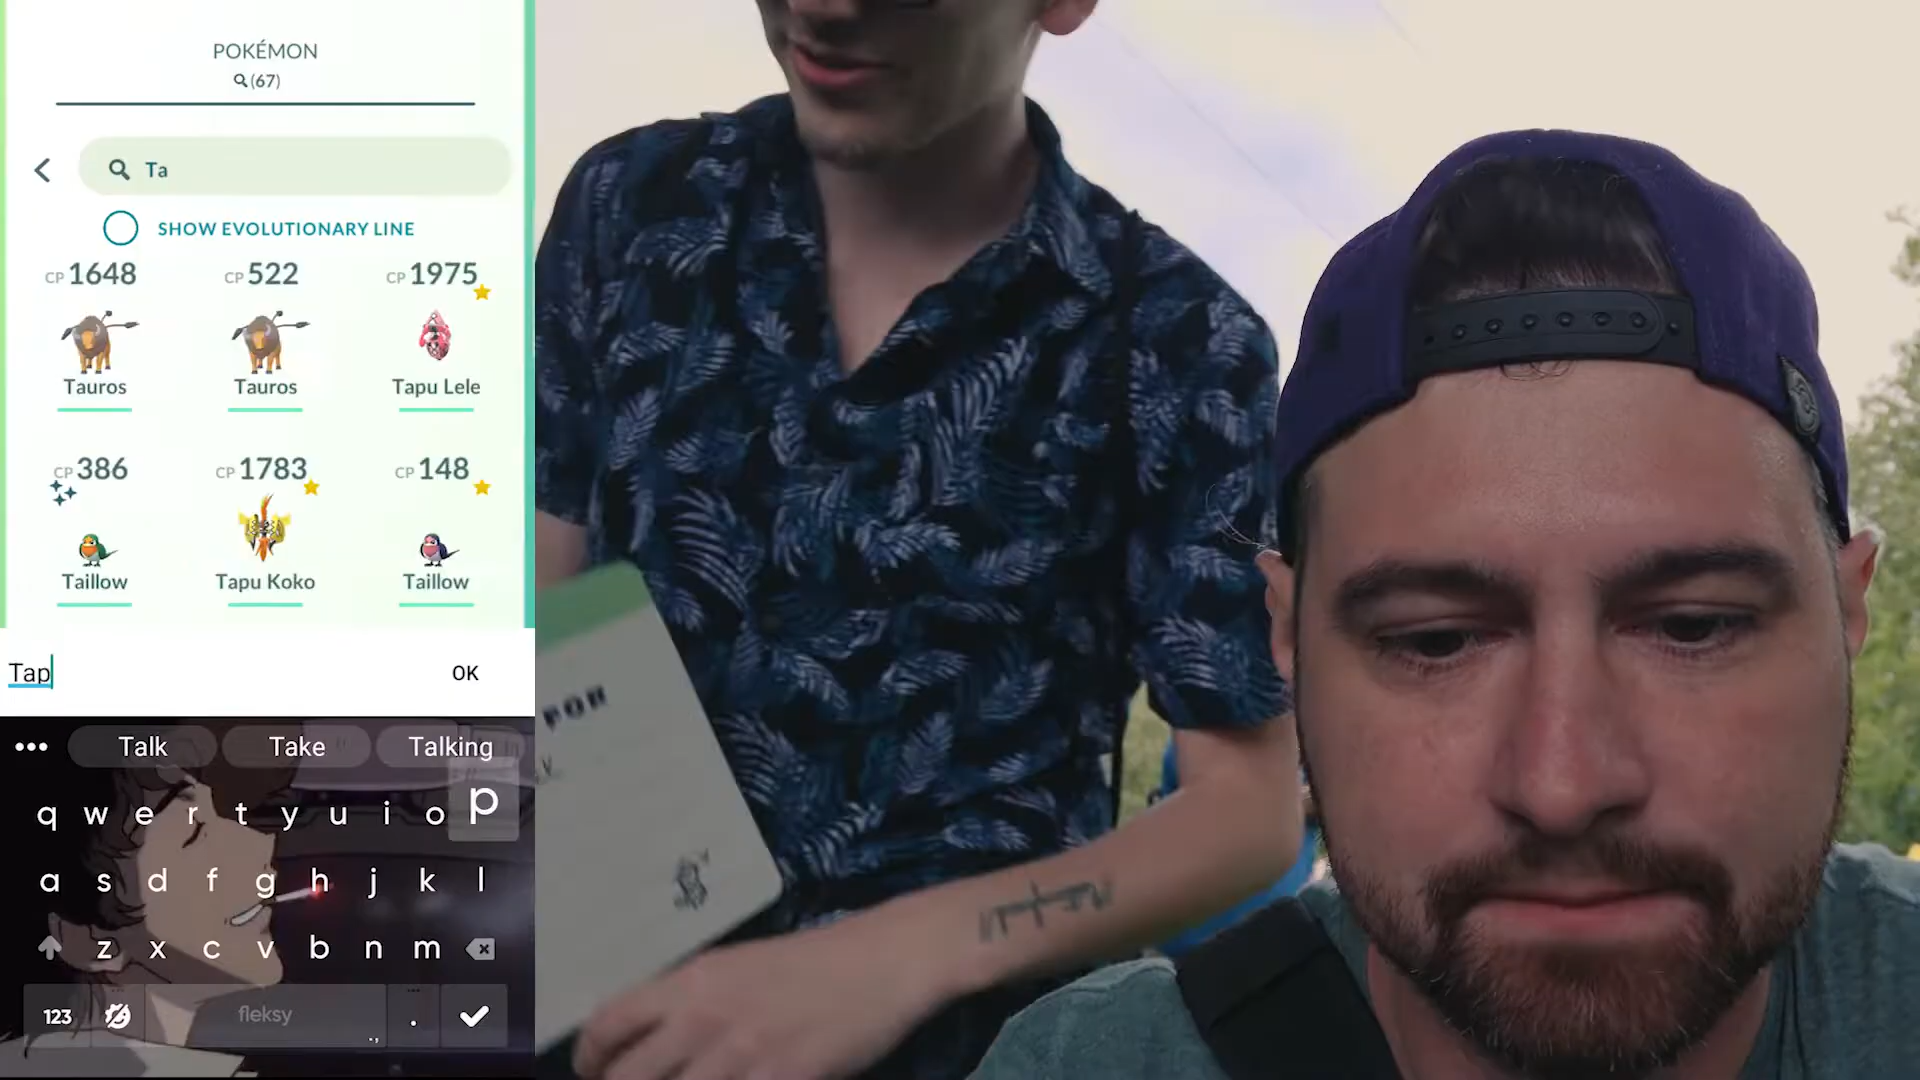 POKÉMON
(67)
Ta
SHOW EVOLUTIONARY LINE
CP 1648 CP 522 CP 1975
Tauros Tauros Tapu Lele
CP 386 CP 1783 CP 148
Taillow Tapu Koko Taillow
Tap OK
••• Talk Take Talking
q w e r t y u i o p
a s d f g h j k l
z x c v b n m
123 fleksy .,  .